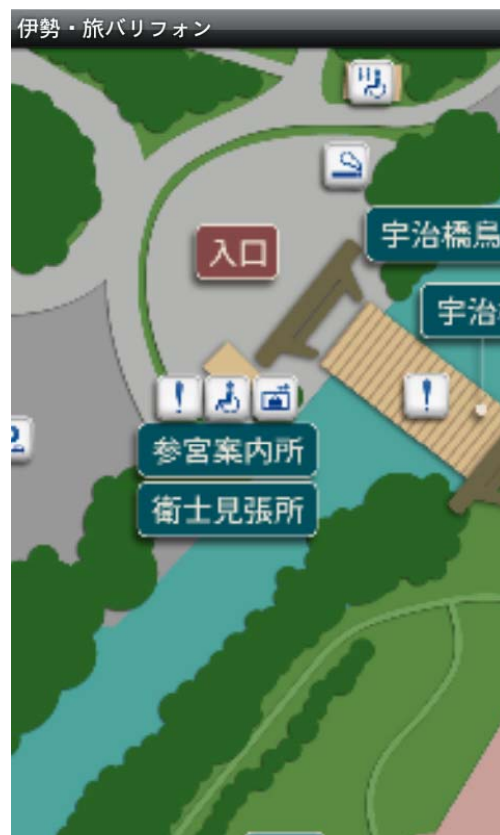 伊勢・旅バリフォン
宇治橋鳥
入口
宇治
参宮案内所
衛士見張所